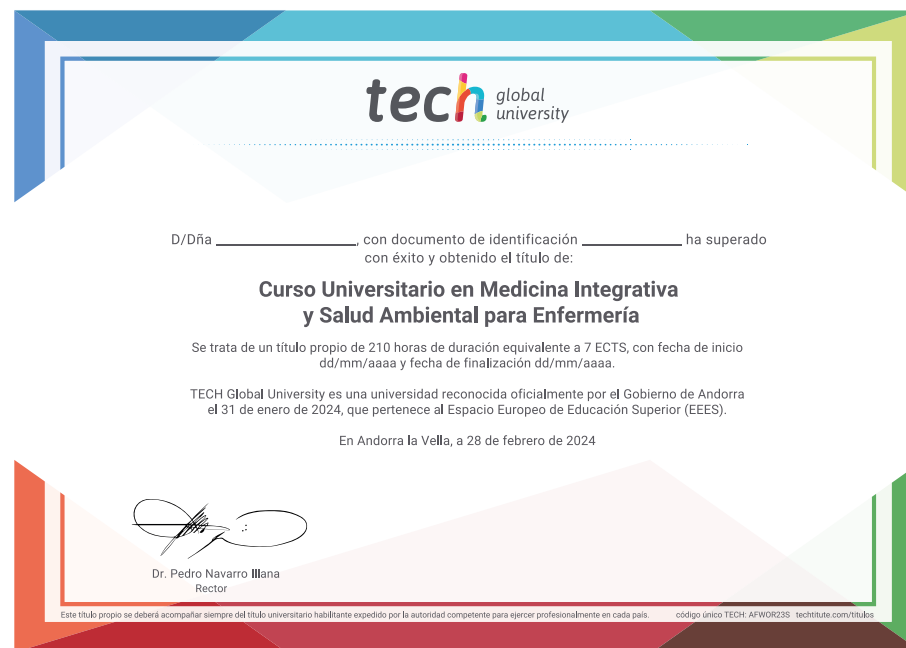 tech global
university
D/Dña ____________, con documento de identificación ____________ ha superado
con éxito y obtenido el título de:
Curso Universitario en Medicina Integrativa
y Salud Ambiental para Enfermería
Se trata de un título propio de 210 horas de duración equivalente a 7 ECTS, con fecha de inicio
dd/mm/aaaa y fecha de finalización dd/mm/aaaa.
TECH Global University es una universidad reconocida oficialmente por el Gobierno de Andorra
el 31 de enero de 2024, que pertenece al Espacio Europeo de Educación Superior (EEES).
En Andorra la Vella, a 28 de febrero de 2024
Dr. Pedro Navarro Illana
Rector
Este título propio se deberá acompañar siempre del título universitario habilitante expedido por la autoridad competente para ejercer profesionalmente en cada país. código único TECH: AFWOR23S techtitute.com/titulos